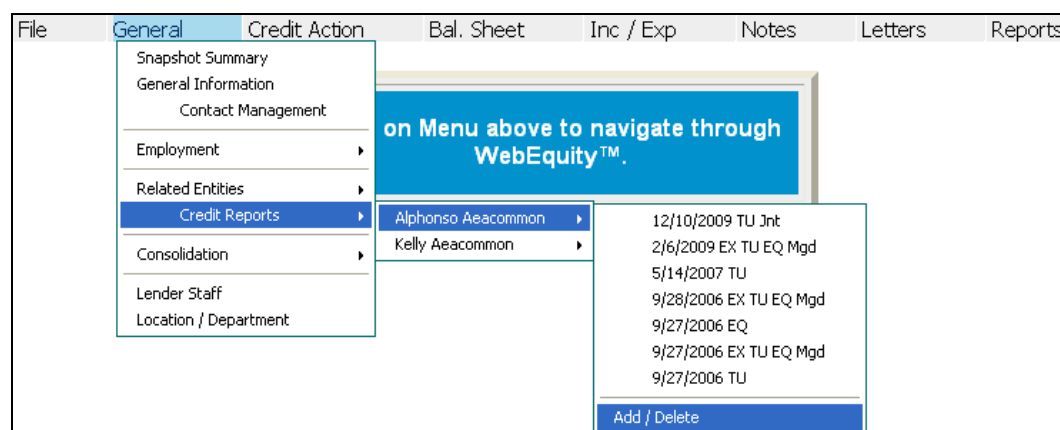 File General Credit Action Bal. Sheet Inc / Exp Notes Letters Reports
Snapshot Summary
General Information
Contact Management
Employment
Related Entities
Credit Reports
Consolidation
Lender Staff
Location / Department
on Menu above to navigate through
WebEquity™.
Alphonso Aeacommon
Kelly Aeacommon
12/10/2009 TU Jnt
2/6/2009 EX TU EQ Mgd
5/14/2007 TU
9/28/2006 EX TU EQ Mgd
9/27/2006 EQ
9/27/2006 EX TU EQ Mgd
9/27/2006 TU
Add / Delete